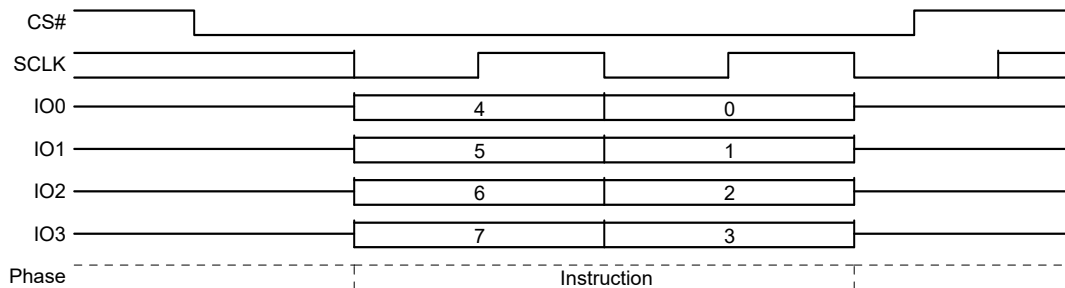 CS#
SCLK
IO0 4 0
IO1 5 1
IO2 6 2
IO3 7 3
Phase Instruction